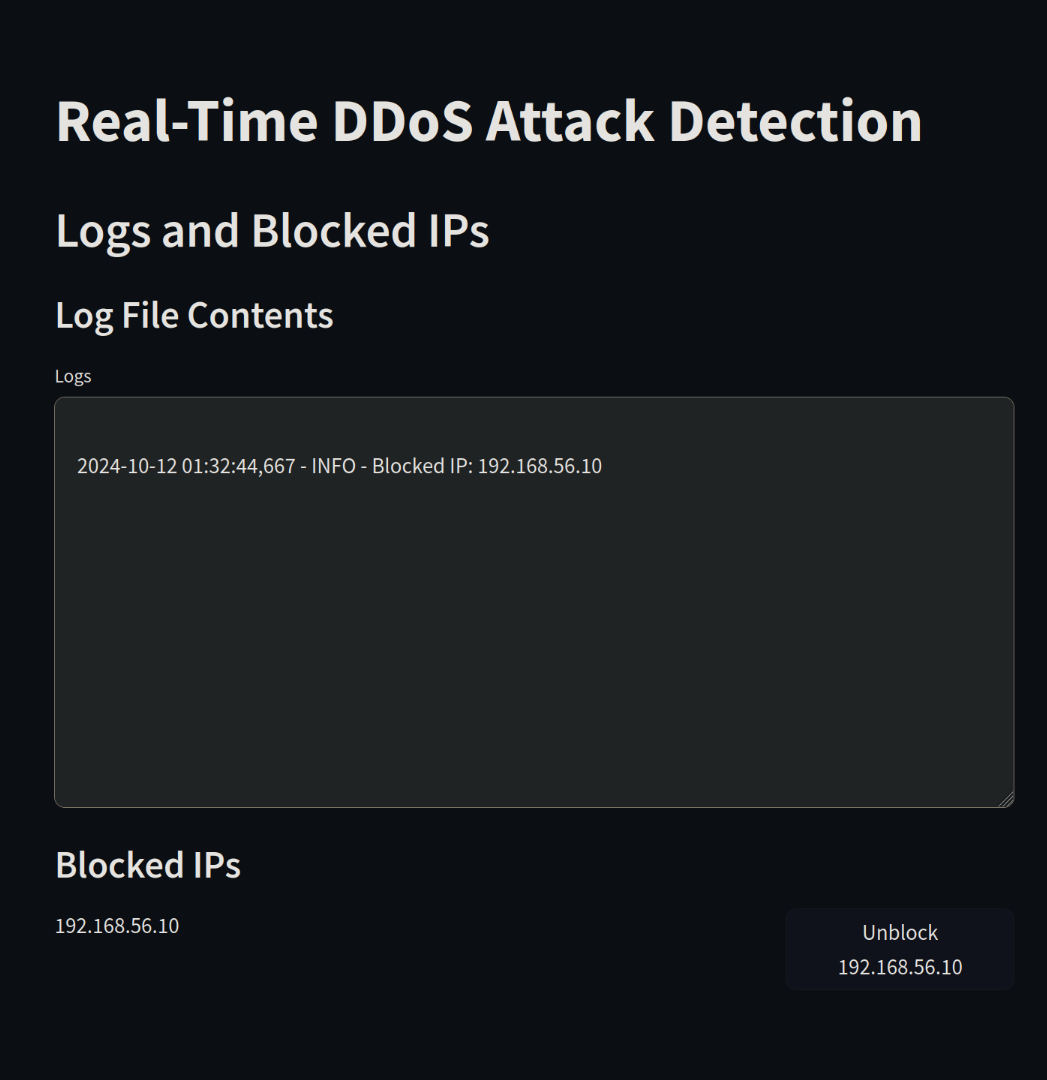 Real-Time DDoS Attack Detection
Logs and Blocked IPs
Log File Contents
Logs
2024-10-12 01:32:44,667 - INFO - Blocked IP: 192.168.56.10
Blocked IPs
192.168.56.10
Unblock
192.168.56.10